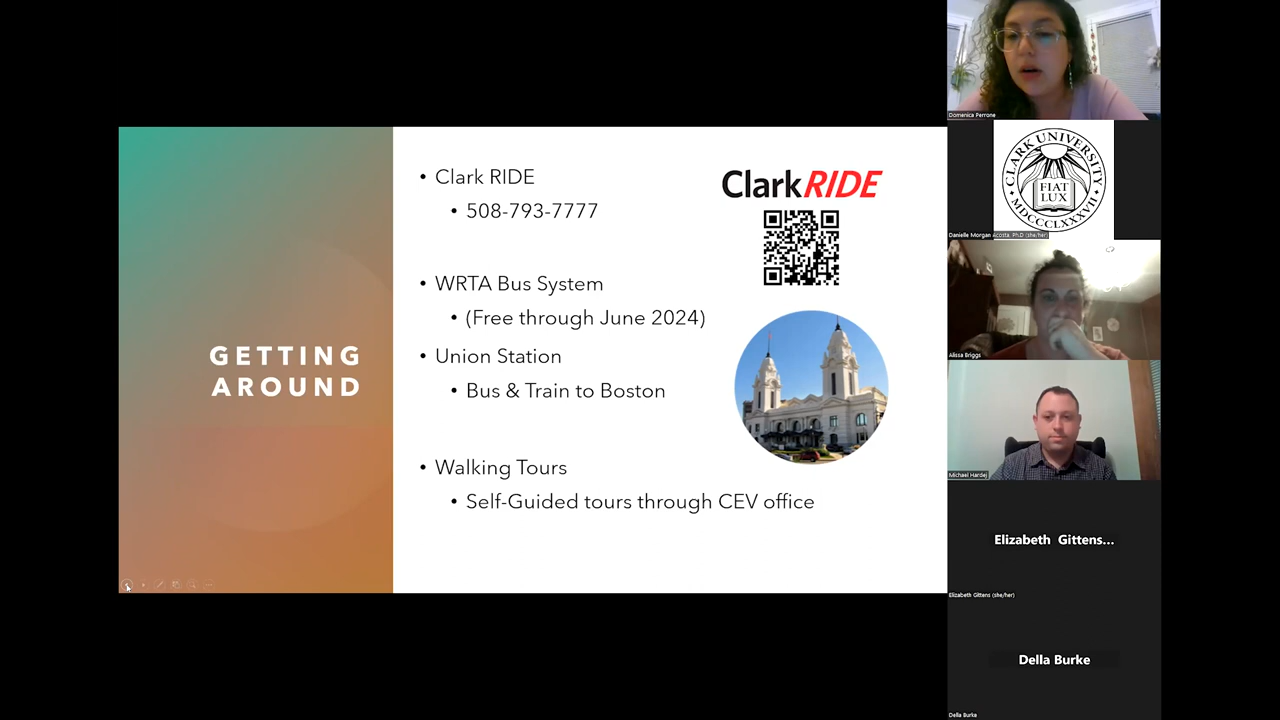 GETTING
AROUND
• Clark RIDE
• 508-793-7777
• WRTA Bus System
• (Free through June 2024)
• Union Station
• Bus & Train to Boston
• Walking Tours
• Self-Guided tours through CEV office
ClarkRIDE
Domenica Perrone
CLARK UNIVERSITY
FIAT
LUX
MDCCCLXXXVII
Danielle Morgan Acosta, Ph.D (she/her)
Alissa Briggs
Michael Hardej
Elizabeth Gittens...
Elizabeth Gittens (she/her)
Della Burke
Della Burke